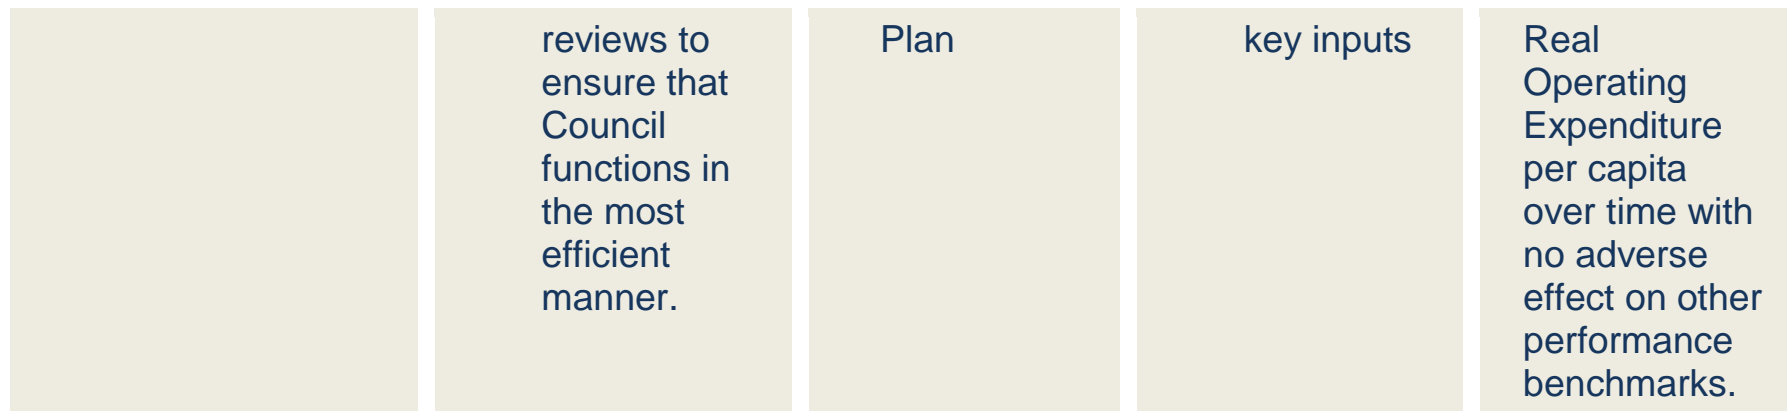 reviews to
ensure that
Council
functions in
the most
efficient
manner.
Plan
key inputs
Real
Operating
Expenditure
per capita
over time with
no adverse
effect on other
performance
benchmarks.